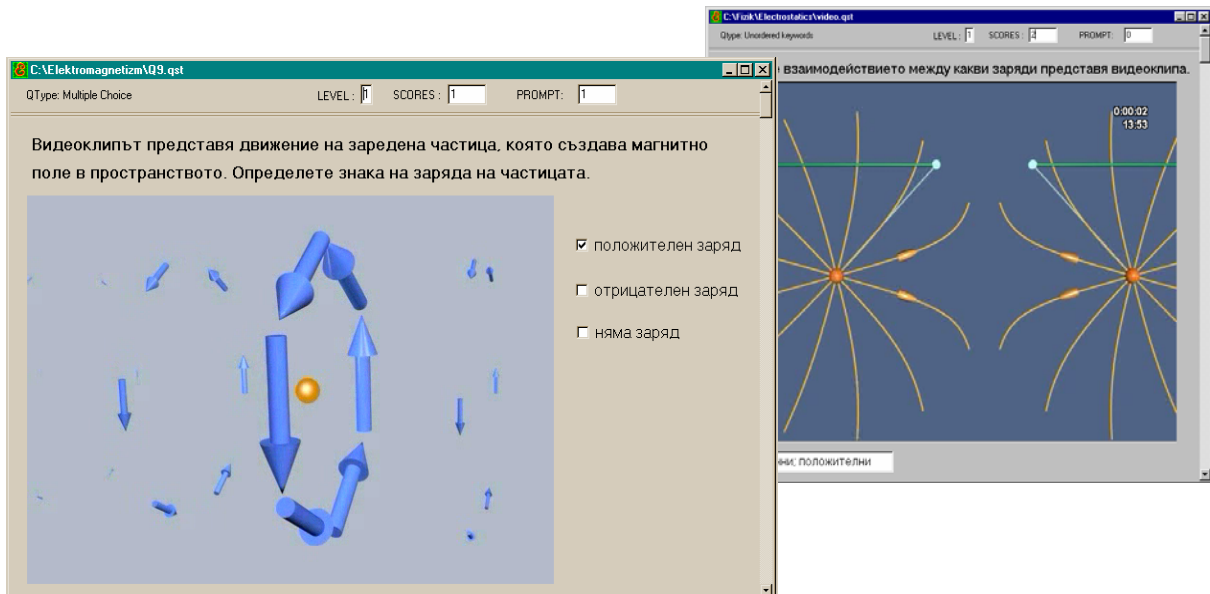 C:\Elektromagnetizm\Q9.qst
QType: Multiple Choice LEVEL : 1 SCORES : 1 PROMPT: 1
Видеоклипът представя движение на заредена частица, която създава магнитно
поле в пространството. Определете знака на заряда на частицата.
положителен заряд
отрицателен заряд
няма заряд
C:\Fizik\Electrostatics\video.qst
Qtype: Unordered keywords LEVEL : 1 SCORES : 2 PROMPT: 0
взаимодействието между какви заряди представя видеоклипа.
0:00:02
13:53
положителни